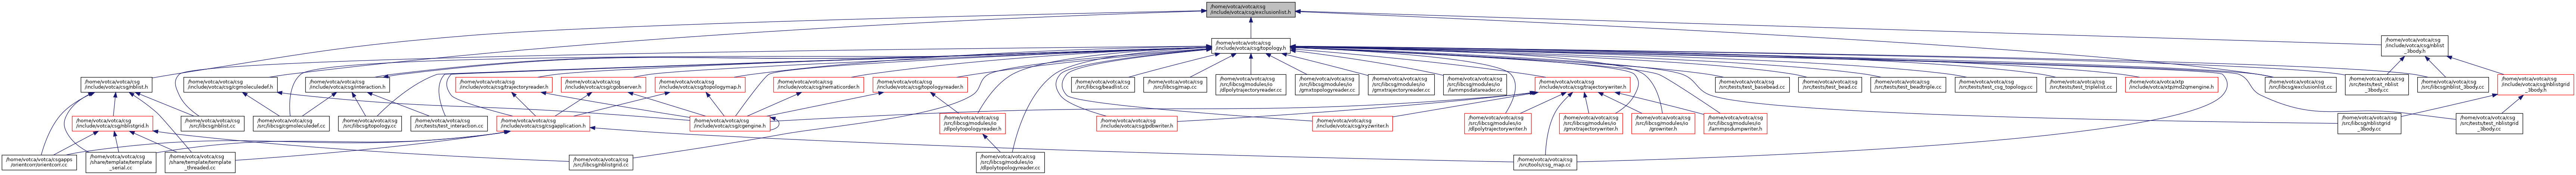 /home/votca/votca/csg
/include/votca/csg/exclusionlist.h
/home/votca/votca/csg
/include/votca/csg/topology.h
/home/votca/votca/csg
/include/votca/csg/nblist
_3body.h
/home/votca/votca/csg
/include/votca/csg/nblist.h
/home/votca/votca/csg
/include/votca/csg/cgmoleculedef.h
/home/votca/votca/csg
/include/votca/csg/interaction.h
/home/votca/votca/csg
/include/votca/csg/trajectoryreader.h
/home/votca/votca/csg
/include/votca/csg/cgobserver.h
/home/votca/votca/csg
/include/votca/csg/topologymap.h
/home/votca/votca/csg
/include/votca/csg/nematicorder.h
/home/votca/votca/csg
/include/votca/csg/topologyreader.h
/home/votca/votca/csg
/src/libcsg/beadlist.cc
/home/votca/votca/csg
/src/libcsg/map.cc
/home/votca/votca/csg
/src/libcsg/modules/io
/dlpolytrajectoryreader.cc
/home/votca/votca/csg
/src/libcsg/modules/io
/gmxtopologyreader.cc
/home/votca/votca/csg
/src/libcsg/modules/io
/gmxtrajectoryreader.cc
/home/votca/votca/csg
/src/libcsg/modules/io
/lammpsdatareader.cc
/home/votca/votca/csg
/include/votca/csg/trajectorywriter.h
/home/votca/votca/csg
/src/tests/test_basebead.cc
/home/votca/votca/csg
/src/tests/test_bead.cc
/home/votca/votca/csg
/src/tests/test_beadtriple.cc
/home/votca/votca/csg
/src/tests/test_csg_topology.cc
/home/votca/votca/csg
/src/tests/test_triplelist.cc
/home/votca/votca/xtp
/include/votca/xtp/md2qmengine.h
/home/votca/votca/csg
/src/libcsg/exclusionlist.cc
/home/votca/votca/csg
/src/tests/test_nblist
_3body.cc
/home/votca/votca/csg
/src/libcsg/nblist_3body.cc
/home/votca/votca/csg
/include/votca/csg/nblistgrid
_3body.h
/home/votca/votca/csg
/include/votca/csg/nblistgrid.h
/home/votca/votca/csg
/src/libcsg/nblist.cc
/home/votca/votca/csg
/src/libcsg/cgmoleculedef.cc
/home/votca/votca/csg
/src/libcsg/topology.cc
/home/votca/votca/csg
/src/tests/test_interaction.cc
/home/votca/votca/csg
/include/votca/csg/csgapplication.h
/home/votca/votca/csg
/include/votca/csg/cgengine.h
/home/votca/votca/csg
/src/libcsg/modules/io
/dlpolytopologyreader.h
/home/votca/votca/csg
/include/votca/csg/pdbwriter.h
/home/votca/votca/csg
/include/votca/csg/xyzwriter.h
/home/votca/votca/csg
/src/libcsg/modules/io
/dlpolytrajectorywriter.h
/home/votca/votca/csg
/src/libcsg/modules/io
/gmxtrajectorywriter.h
/home/votca/votca/csg
/src/libcsg/modules/io
/growriter.h
/home/votca/votca/csg
/src/libcsg/modules/io
/lammpsdumpwriter.h
/home/votca/votca/csg
/src/libcsg/nblistgrid
_3body.cc
/home/votca/votca/csg
/src/tests/test_nblistgrid
_3body.cc
/home/votca/votca/csgapps
/orientcorr/orientcorr.cc
/home/votca/votca/csg
/share/template/template
_serial.cc
/home/votca/votca/csg
/share/template/template
_threaded.cc
/home/votca/votca/csg
/src/libcsg/nblistgrid.cc
/home/votca/votca/csg
/src/libcsg/modules/io
/dlpolytopologyreader.cc
/home/votca/votca/csg
/src/tools/csg_map.cc